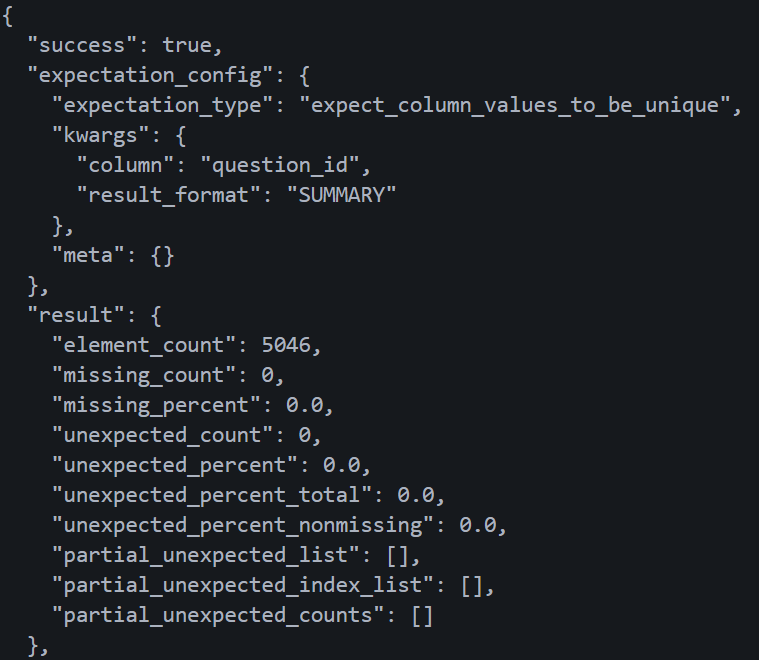 {
  "success": true,
  "expectation_config": {
    "expectation_type": "expect_column_values_to_be_unique",
    "kwargs": {
      "column": "question_id",
      "result_format": "SUMMARY"
    },
    "meta": {}
  },
  "result": {
    "element_count": 5046,
    "missing_count": 0,
    "missing_percent": 0.0,
    "unexpected_count": 0,
    "unexpected_percent": 0.0,
    "unexpected_percent_total": 0.0,
    "unexpected_percent_nonmissing": 0.0,
    "partial_unexpected_list": [],
    "partial_unexpected_index_list": [],
    "partial_unexpected_counts": []
  },